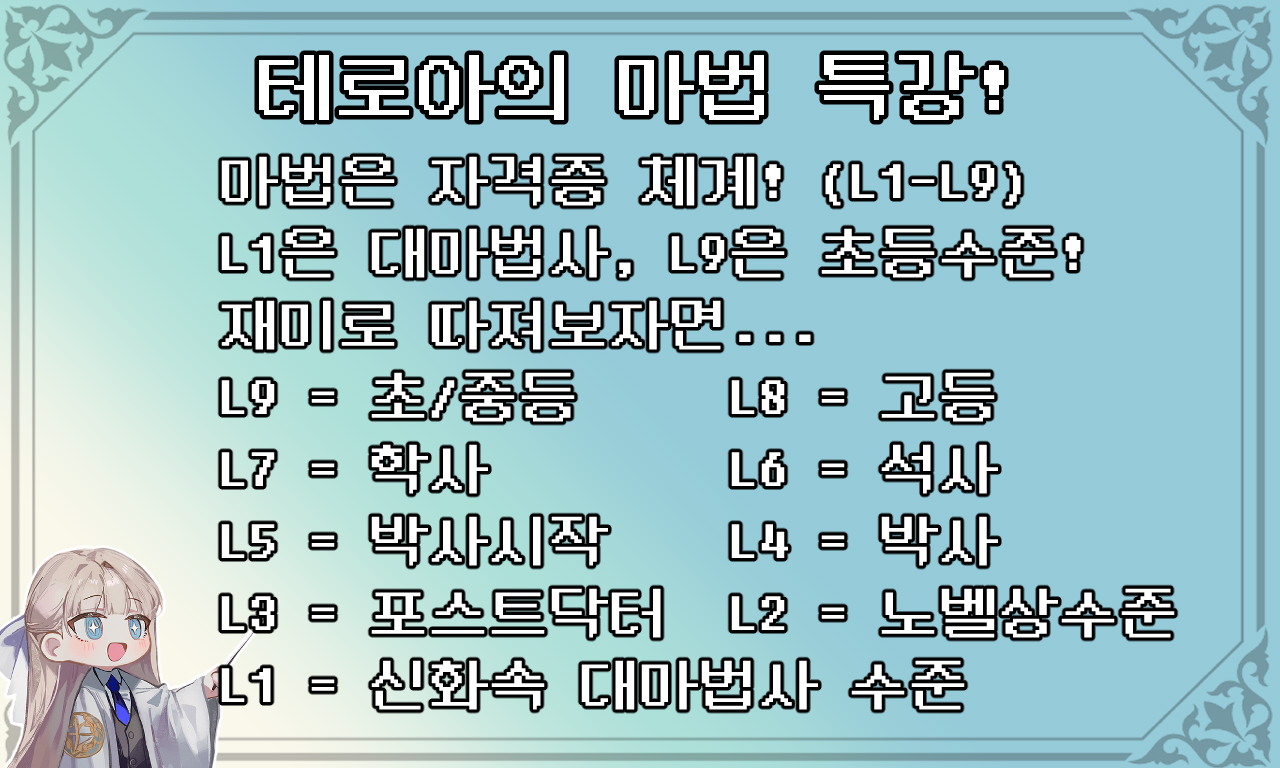 테로아의 마법 특강!
마법은 자격증 체계! (L1-L9)
L1은 대마법사, L9은 초등수준!
재미로 따져보자면...
L9 = 초/중등 L8 = 고등
L7 = 학사 L6 = 석사
L5 = 박사시작 L4 = 박사
L3 = 포스트닥터 L2 = 노벨상수준
L1 = 신화속 대마법사 수준